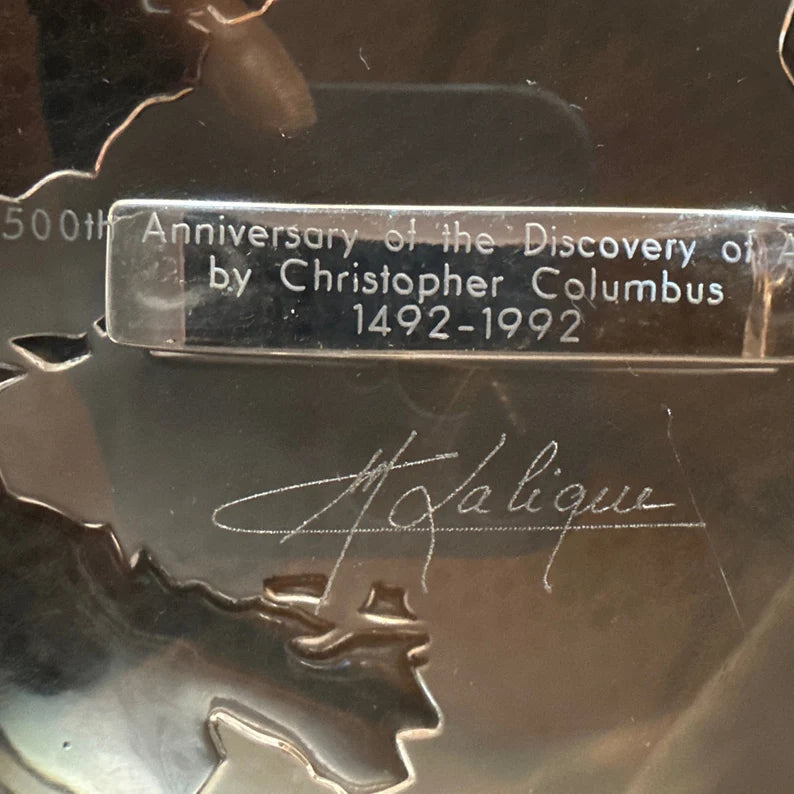 500th Anniversary of the Discovery of A
by Christopher Columbus
1492-1992
M Lalique